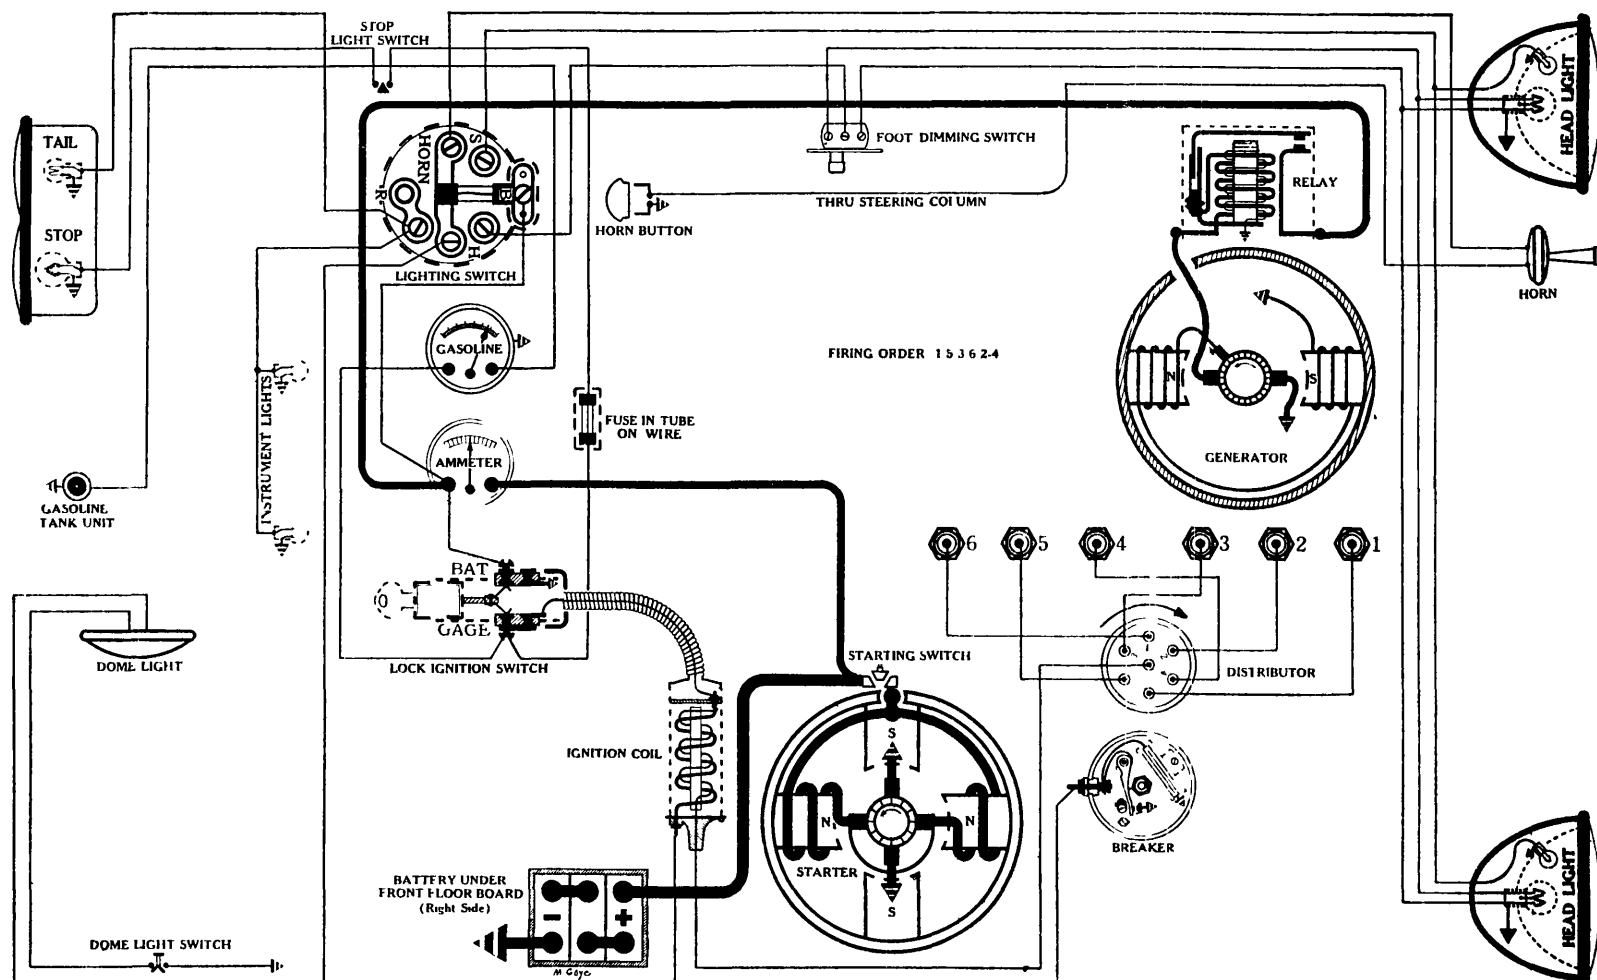 STOP
LIGHT SWITCH
TAIL
STOP
HORN
S
R
B
H
LIGHTING SWITCH
FOOT DIMMING SWITCH
HORN BUTTON
THRU STEERING COLUMN
RELAY
HEAD LIGHT
HORN
GASOLINE
FIRING ORDER 1 5 3 6 2-4
N
S
GENERATOR
INSTRUMENT LIGHTS
FUSE IN TUBE
ON WIRE
AMMETER
GASOLINE
TANK UNIT
6
5
4
3
2
1
BAT
GAGE
LOCK IGNITION SWITCH
DOME LIGHT
STARTING SWITCH
DISTRIBUTOR
IGNITION COIL
S
N
N
S
STARTER
BREAKER
BATTERY UNDER
FRONT FLOOR BOARD
(Right Side)
-
+
HEAD LIGHT
DOME LIGHT SWITCH